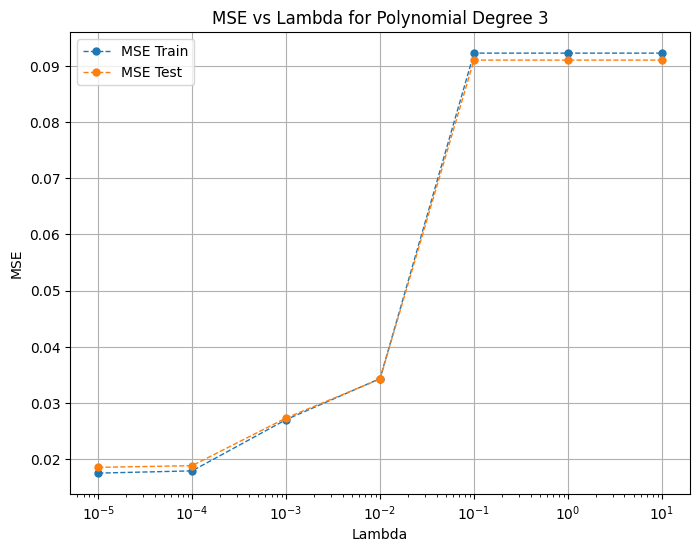 MSE vs Lambda for Polynomial Degree 3
MSE Train
MSE Test
0.09
0.08
0.07
0.06
0.05
0.04
0.03
0.02
MSE
10⁻⁵ 10⁻⁴ 10⁻³ 10⁻² 10⁻¹ 10⁰ 10¹
Lambda